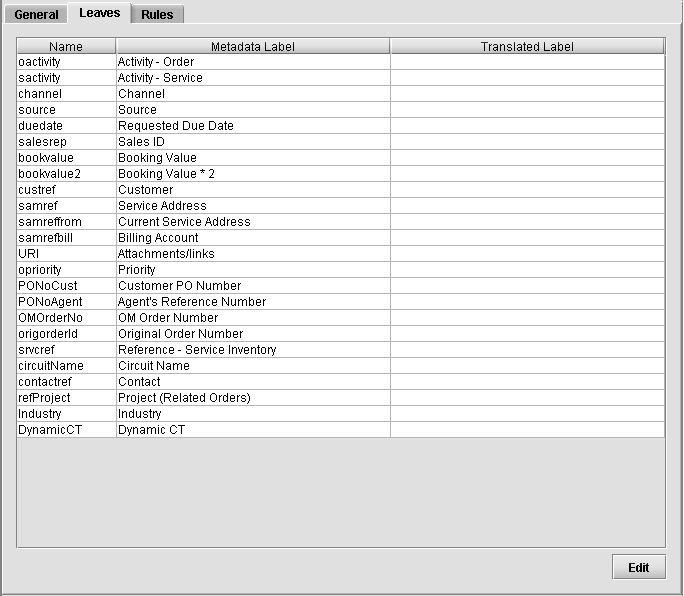 General Leaves Rules
Name Metadata Label Translated Label
oactivity Activity - Order
sactivity Activity - Service
channel Channel
source Source
duedate Requested Due Date
salesrep Sales ID
bookvalue Booking Value
bookvalue2 Booking Value * 2
custref Customer
samref Service Address
samreffrom Current Service Address
samrefbill Billing Account
URI Attachments/links
opriority Priority
PONoCust Customer PO Number
PONoAgent Agent's Reference Number
OMOrderNo OM Order Number
origorderId Original Order Number
srvcref Reference - Service Inventory
circuitName Circuit Name
contactref Contact
refProject Project (Related Orders)
Industry Industry
DynamicCT Dynamic CT
Edit